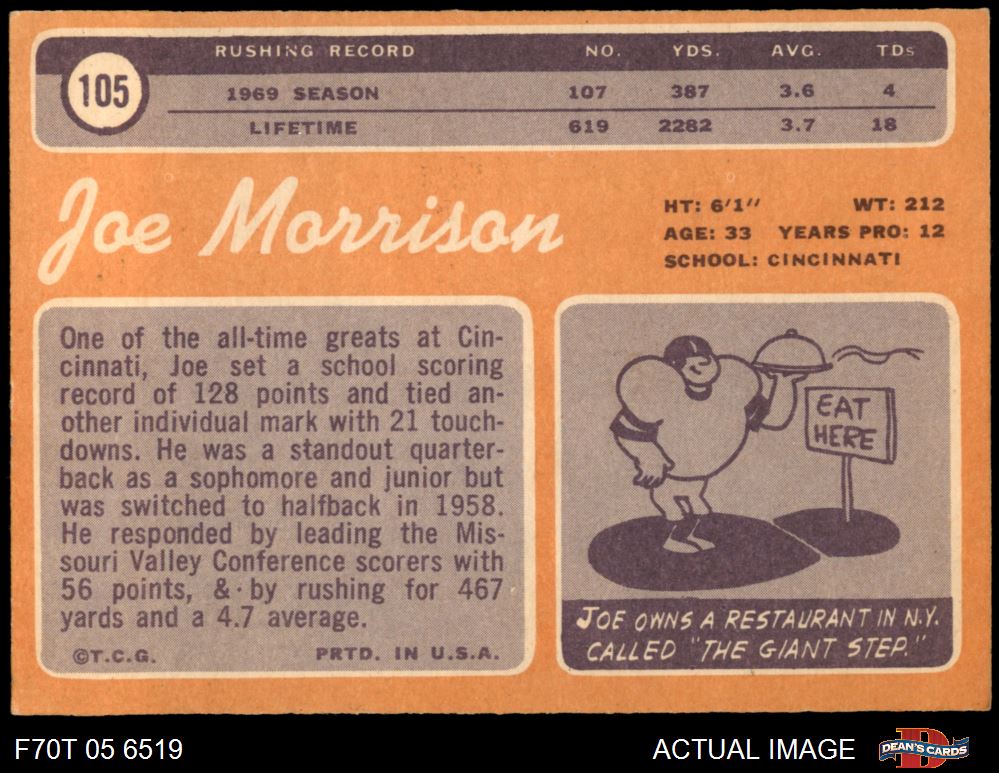 105
RUSHING RECORD NO. YDS. AVG. TDs
1969 SEASON 107 387 3.6 4
LIFETIME 619 2282 3.7 18
Joe Morrison
HT: 6'1" WT: 212
AGE: 33 YEARS PRO: 12
SCHOOL: CINCINNATI
One of the all-time greats at Cin-
cinnati, Joe set a school scoring
record of 128 points and tied an-
other individual mark with 21 touch-
downs. He was a standout quarter-
back as a sophomore and junior but
was switched to halfback in 1958.
He responded by leading the Mis-
souri Valley Conference scorers with
56 points, & by rushing for 467
yards and a 4.7 average.
©T.C.G. PRTD. IN U.S.A.
EAT
HERE
JOE OWNS A RESTAURANT IN N.Y.
CALLED "THE GIANT STEP."
F70T 05 6519 ACTUAL IMAGE D DEAN'S CARDS